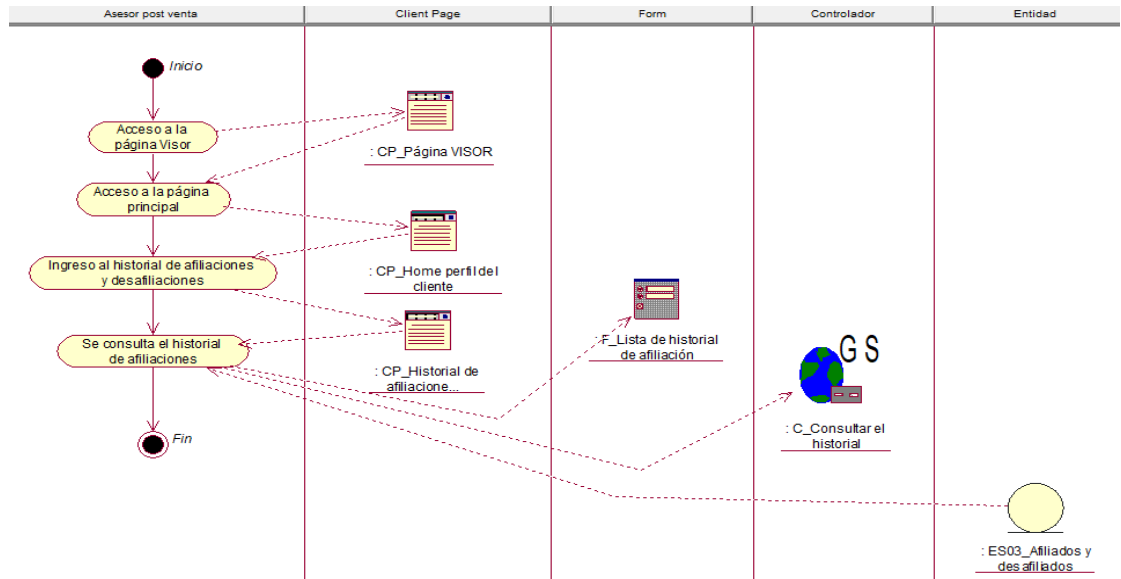 Asesor post venta
Client Page
Form
Controlador
Entidad
Inicio
Acceso a la
página Visor
: CP_Página VISOR
Acceso a la página
principal
: CP_Home perfil del
cliente
Ingreso al historial de afiliaciones
y desafiliaciones
Se consulta el historial
de afiliaciones
: CP_Historial de
afiliacione...
F_Lista de historial
de afiliación
GS
: C_Consultar el
historial
Fin
: ES03_Afiliados y
desafiliados